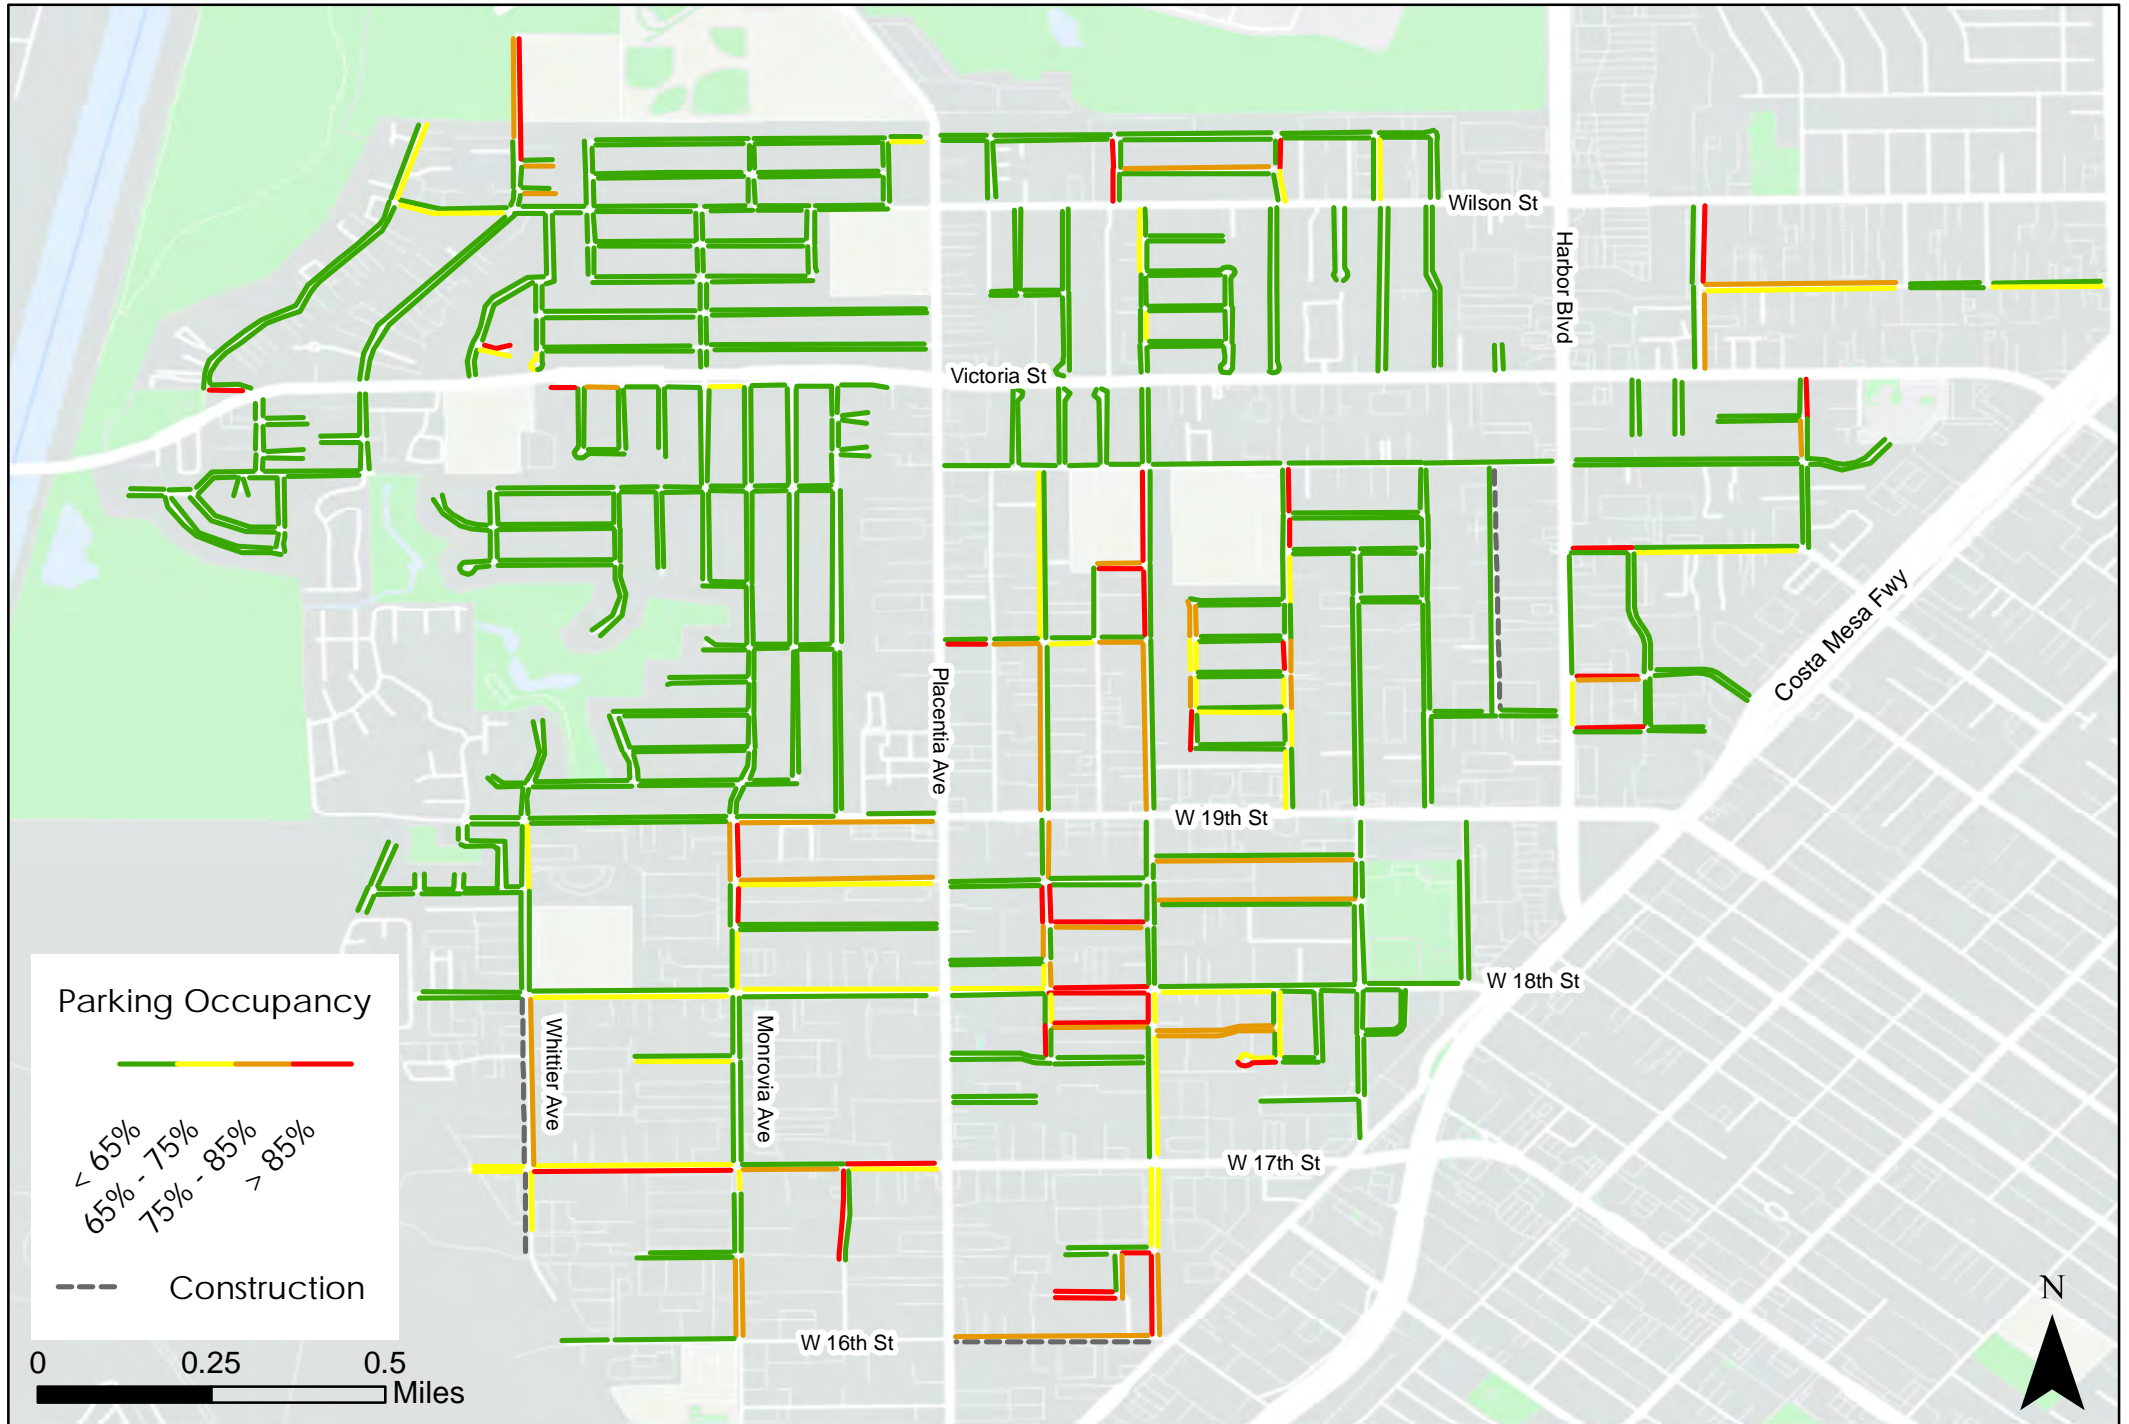 Wilson St
Harbor Blvd
Victoria St
Costa Mesa Fwy
Placentia Ave
W 19th St
W 18th St
Parking Occupancy
< 65%
65% - 75%
75% - 85%
> 85%
Construction
Whittier Ave
Monrovia Ave
W 17th St
W 16th St
N
0 0.25 0.5
Miles